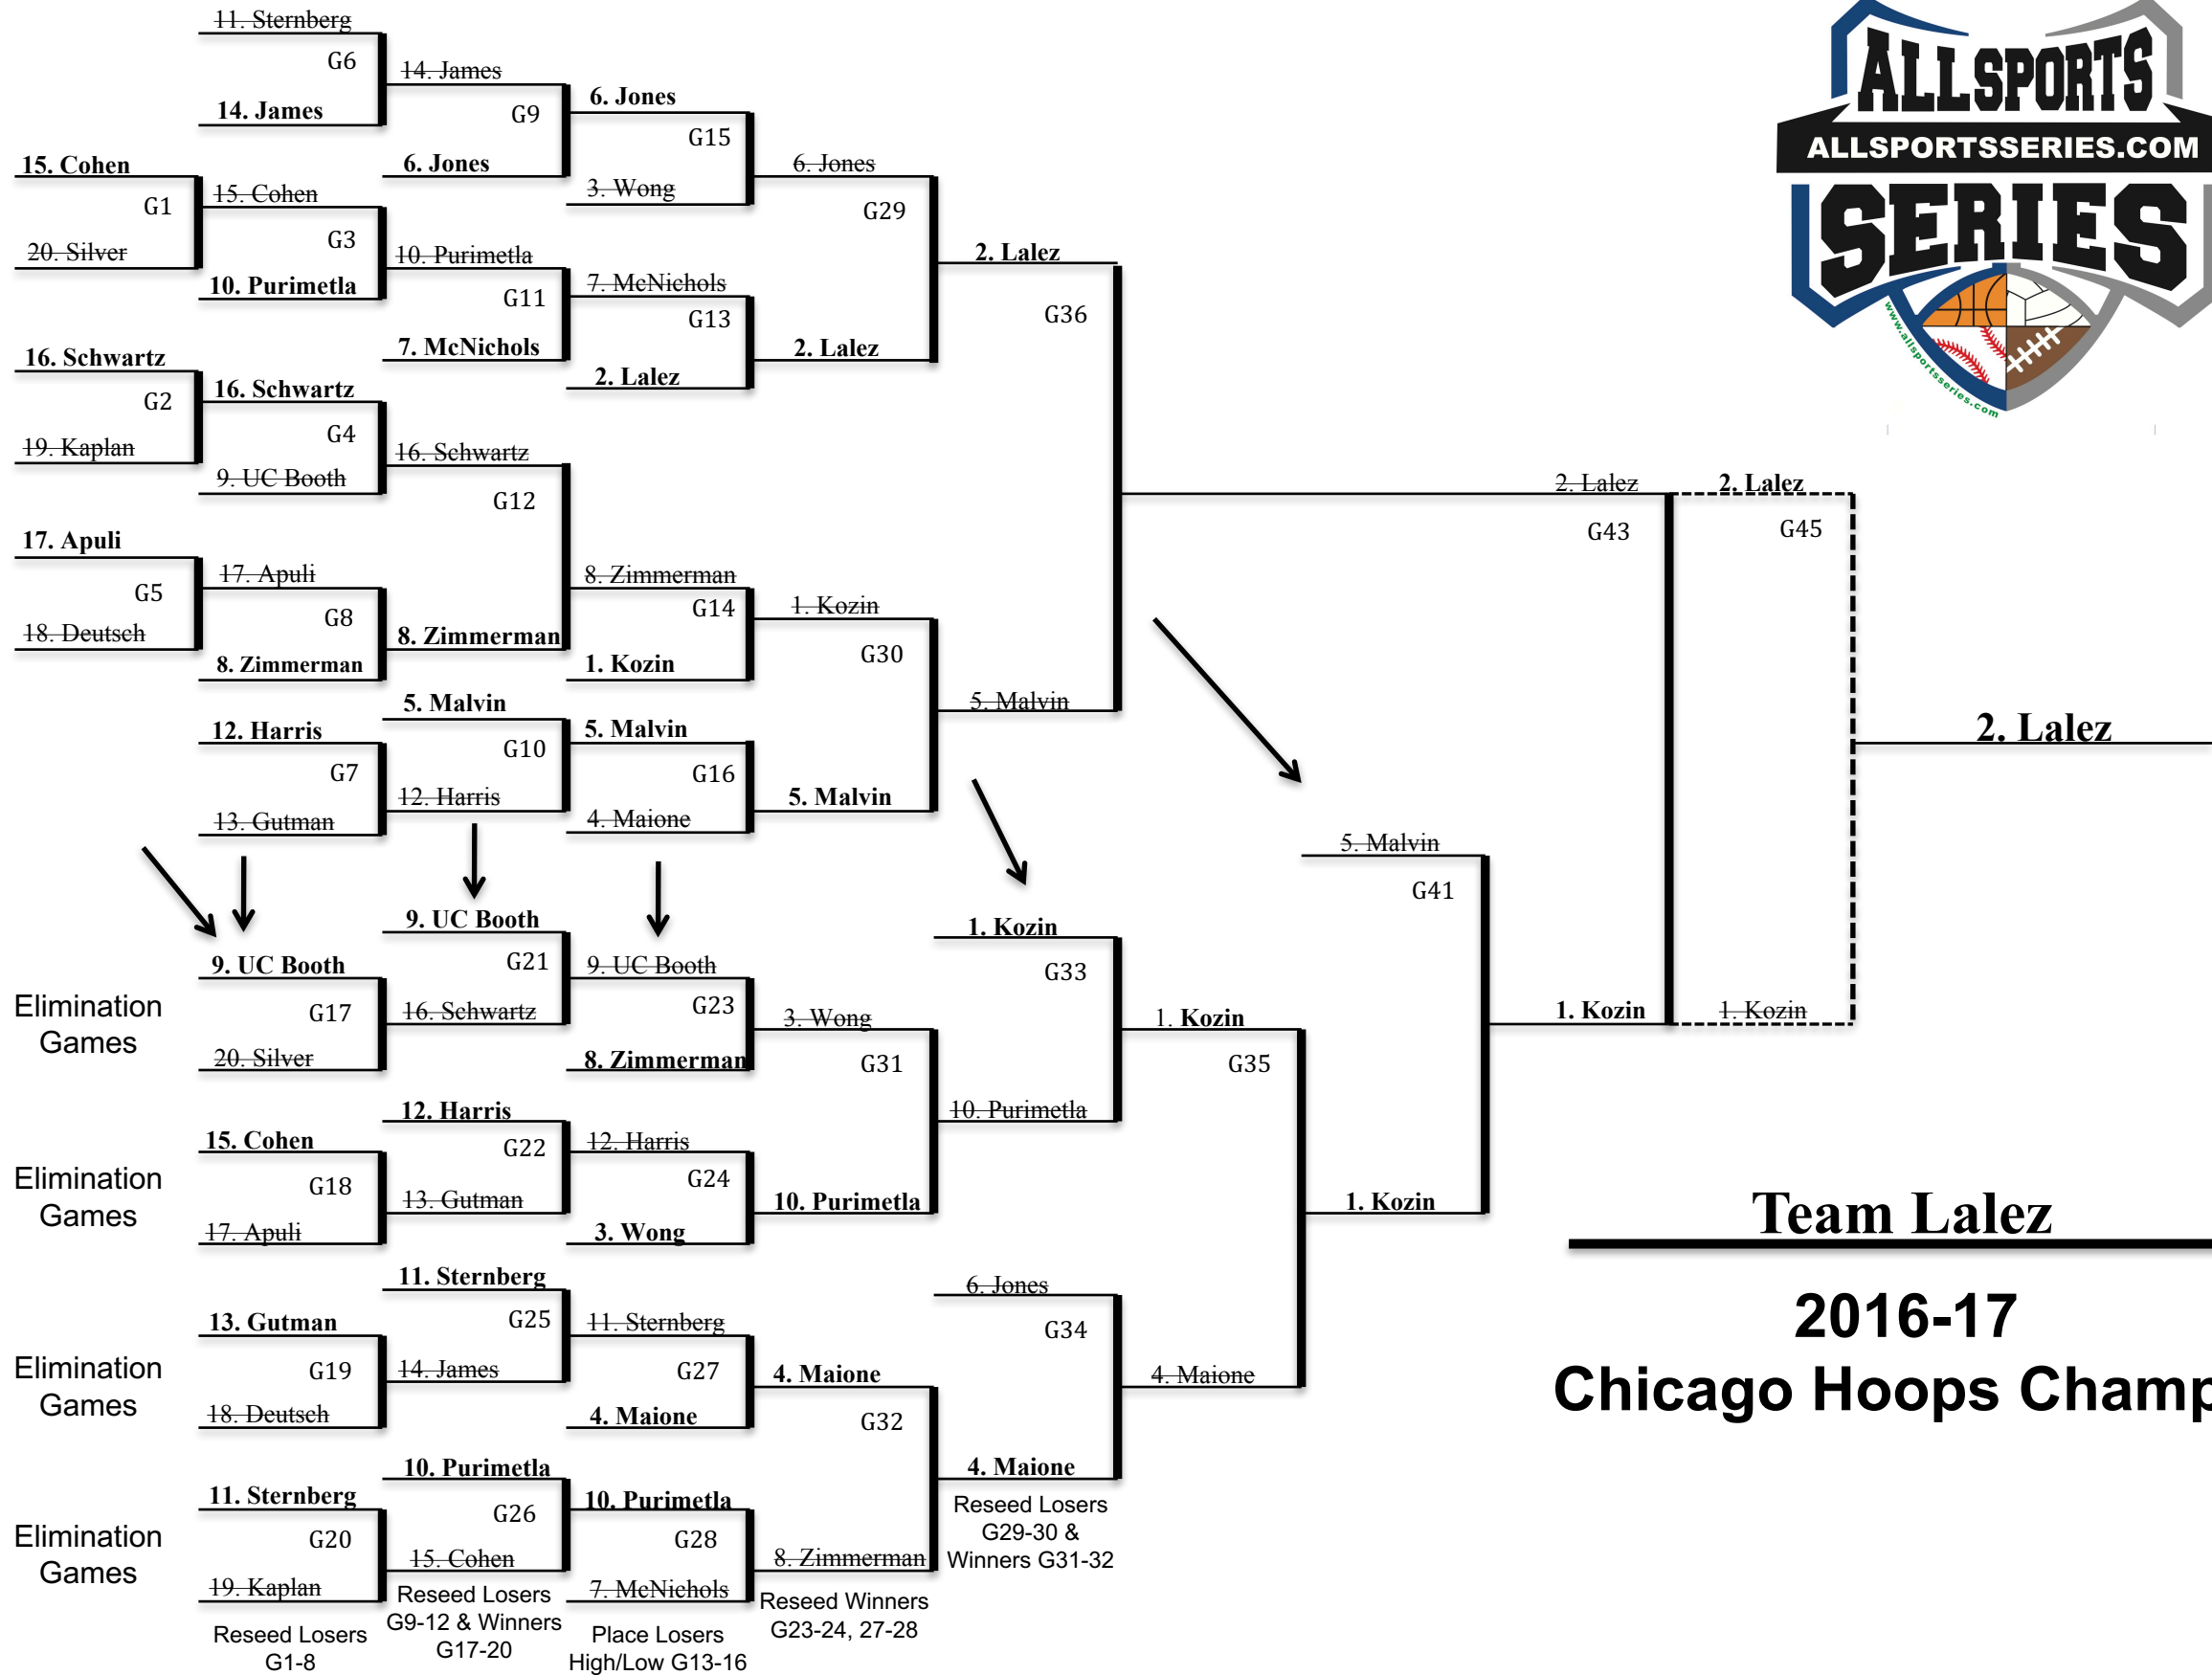 11. Sternberg
G6
14. James
14. James
G9
6. Jones
6. Jones
G15
3. Wong
15. Cohen
G1
20. Silver
15. Cohen
G3
10. Purimetla
10. Purimetla
G11
7. McNichols
7. McNichols
G13
2. Lalez
6. Jones
G29
2. Lalez
2. Lalez
G36
16. Schwartz
G2
19. Kaplan
16. Schwartz
G4
9. UC Booth
16. Schwartz
G12
8. Zimmerman
17. Apuli
G5
18. Deutsch
17. Apuli
G8
8. Zimmerman
8. Zimmerman
G14
1. Kozin
1. Kozin
G30
5. Malvin
5. Malvin
12. Harris
G7
13. Gutman
5. Malvin
G10
12. Harris
5. Malvin
G16
4. Maione
ALLSPORTS
ALLSPORTSSERIES.COM
SERIES
www.allsportsseries.com
2. Lalez
G43
1. Kozin
2. Lalez
G45
1. Kozin
2. Lalez
5. Malvin
G41
1. Kozin
Elimination
Games
9. UC Booth
G17
20. Silver
9. UC Booth
G21
16. Schwartz
9. UC Booth
G23
8. Zimmerman
3. Wong
G31
10. Purimetla
1. Kozin
G33
10. Purimetla
1. Kozin
G35
4. Maione
Elimination
Games
15. Cohen
G18
17. Apuli
12. Harris
G22
13. Gutman
12. Harris
G24
3. Wong
Elimination
Games
13. Gutman
G19
18. Deutsch
11. Sternberg
G25
14. James
11. Sternberg
G27
4. Maione
4. Maione
G32
8. Zimmerman
6. Jones
G34
4. Maione
Elimination
Games
11. Sternberg
G20
19. Kaplan
10. Purimetla
G26
15. Cohen
10. Purimetla
G28
7. McNichols
Reseed Losers
G1-8
Reseed Losers
G9-12 & Winners
G17-20
Place Losers
High/Low G13-16
Reseed Winners
G23-24, 27-28
Reseed Losers
G29-30 &
Winners G31-32
Team Lalez
2016-17
Chicago Hoops Champ